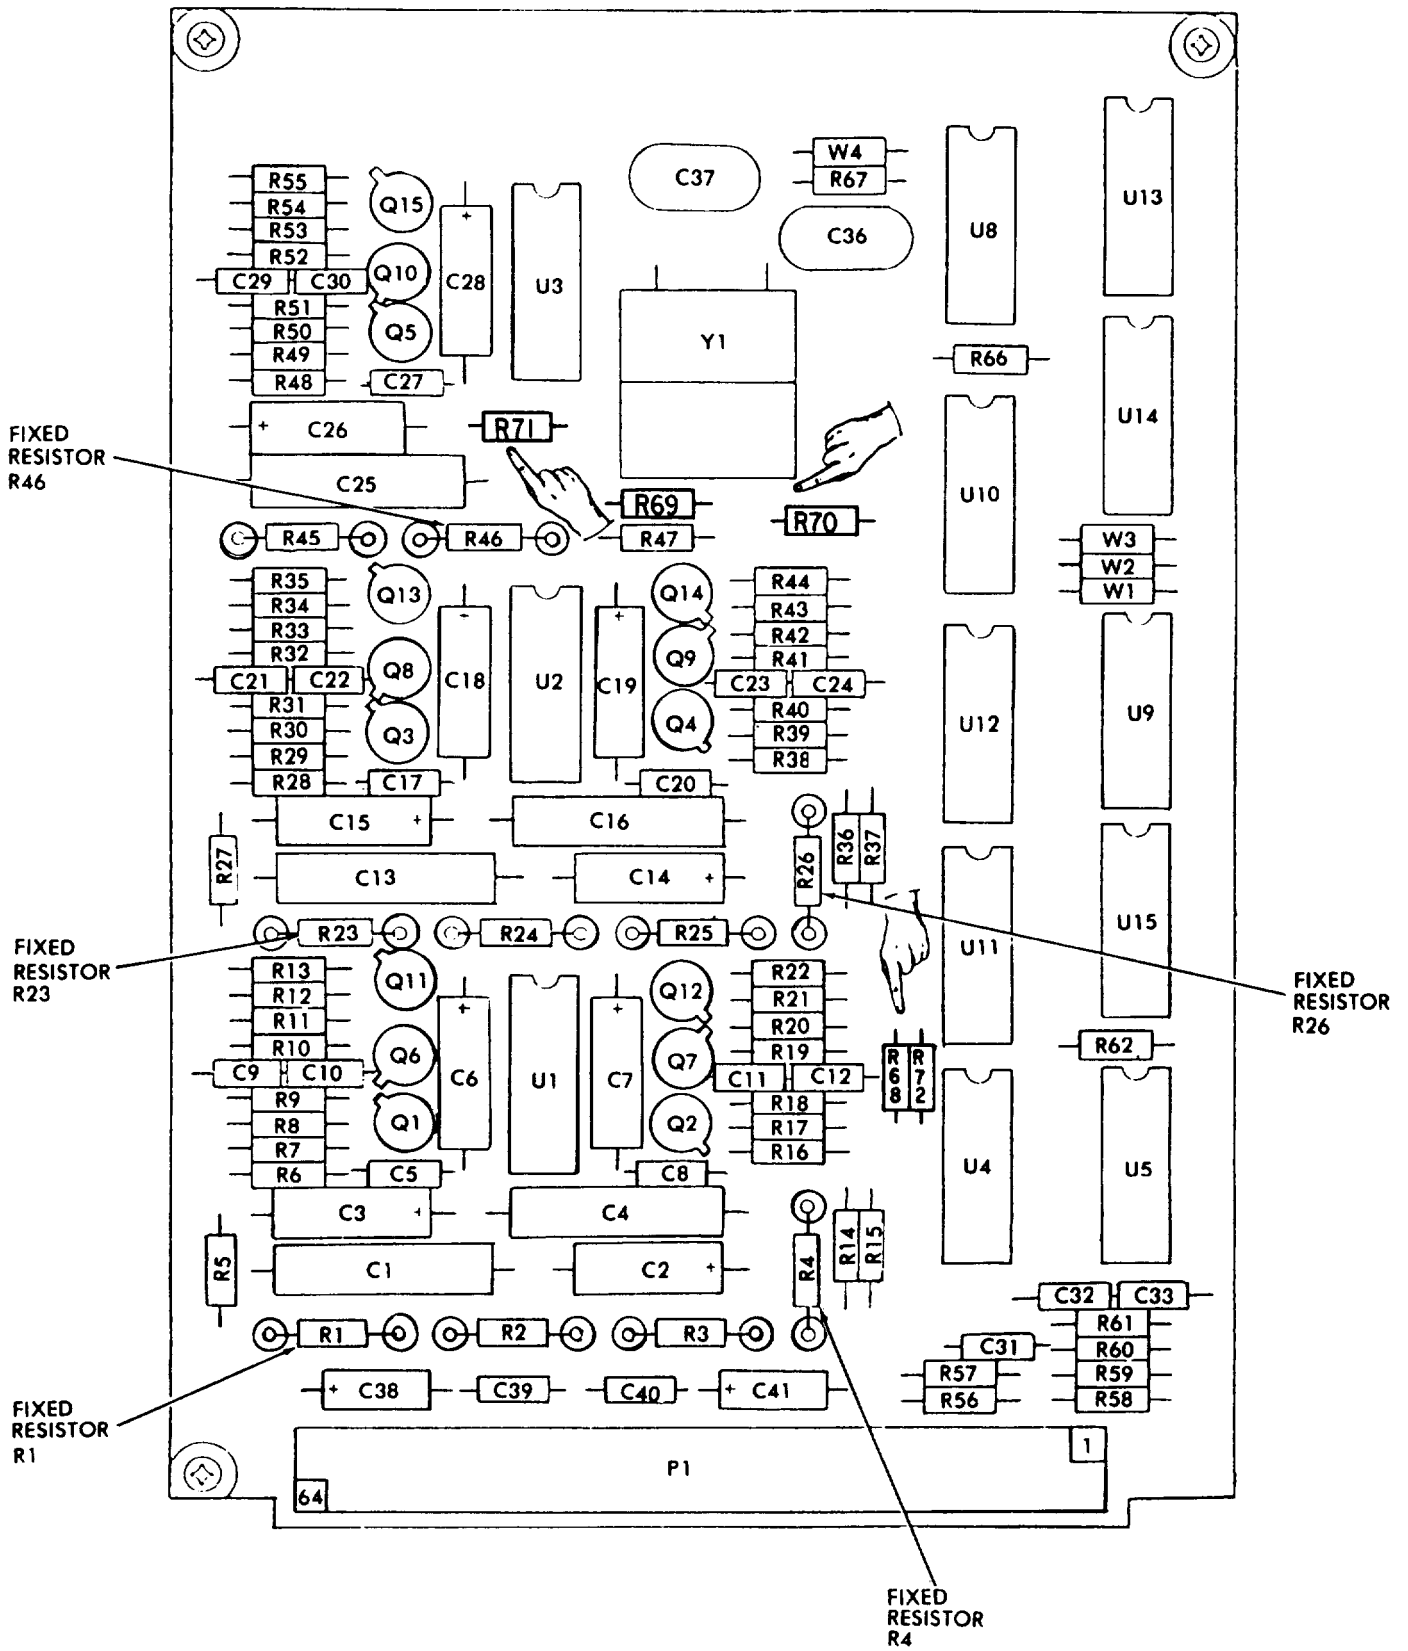 U13
W4
C37
R67
R55
R54
Q15
R53
C36
U8
R52
C29
C30
Q10
C28
U3
R51
R50
Q5
Y1
R49
R66
R48
C27
U14
+
C26
R71
FIXED
RESISTOR
R46
C25
U10
R69
R70
R45
R46
R47
W3
W2
W1
R35
R34
R33
R32
Q13
Q14
R44
R43
R42
R41
C21
C22
Q8
C18
U2
C19
Q9
C23
C24
R31
R30
R29
R28
Q3
Q4
R40
R39
R38
U12
U9
C17
C20
C15
+
C16
R27
C13
C14
+
R26
R36
R37
U11
U15
R23
R24
R25
FIXED
RESISTOR
R23
R13
R12
R11
R10
Q11
Q12
R22
R21
R20
R19
FIXED
RESISTOR
R26
C9
C10
Q6
C6
U1
C7
Q7
C11
C12
R68
R72
R62
R9
R8
R7
R6
Q1
Q2
R18
R17
R16
U4
U5
C5
C8
C3
+
C4
R5
C1
C2
+
R4
R14
R15
C32
C33
R1
R2
R3
R61
R60
R59
R58
C31
R57
R56
+
C38
C39
C40
+
C41
FIXED
RESISTOR
R1
P1
1
64
FIXED
RESISTOR
R4